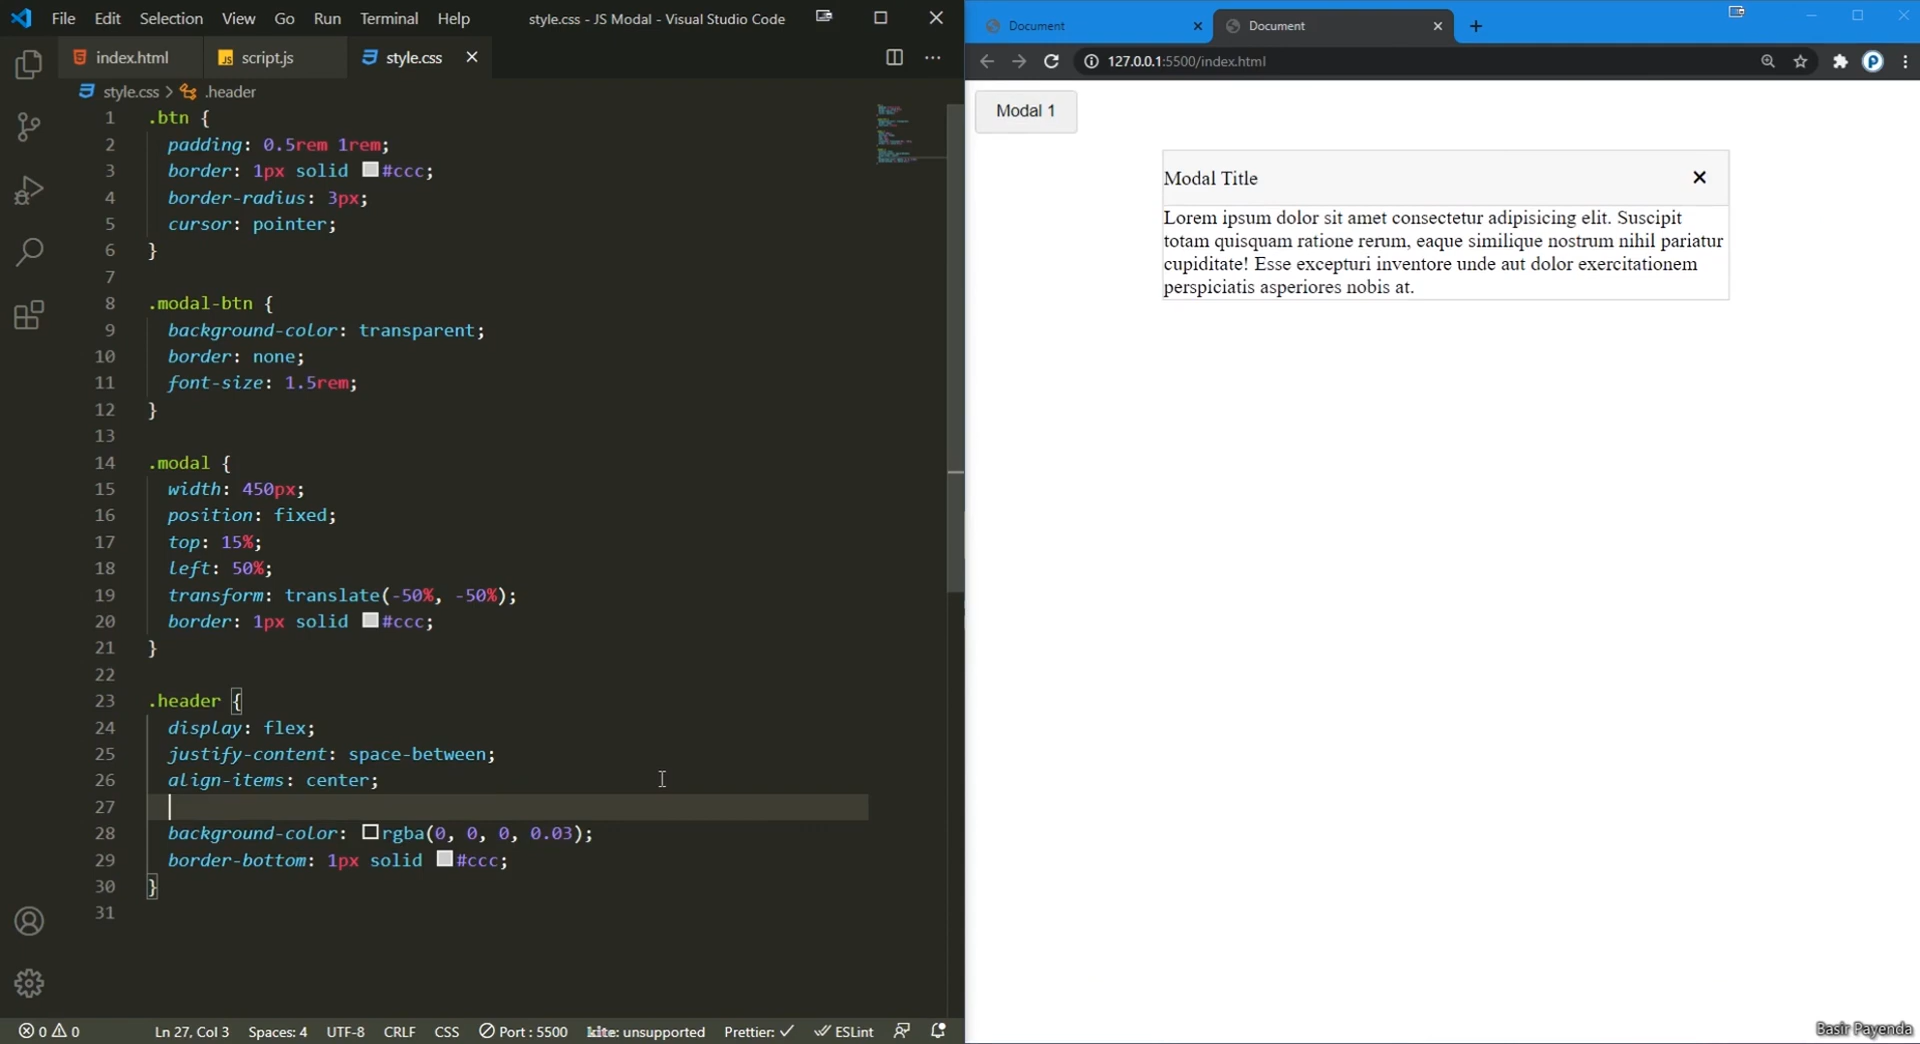 File Edit Selection View Go Run Terminal Help style.css - JS Modal - Visual Studio Code
index.html script.js style.css
style.css > .header
1 .btn {
2 padding: 0.5rem 1rem;
3 border: 1px solid #ccc;
4 border-radius: 3px;
5 cursor: pointer;
6 }
7
8 .modal-btn {
9 background-color: transparent;
10 border: none;
11 font-size: 1.5rem;
12 }
13
14 .modal {
15 width: 450px;
16 position: fixed;
17 top: 15%;
18 left: 50%;
19 transform: translate(-50%, -50%);
20 border: 1px solid #ccc;
21 }
22
23 .header {
24 display: flex;
25 justify-content: space-between;
26 align-items: center;
27
28 background-color: rgba(0, 0, 0, 0.03);
29 border-bottom: 1px solid #ccc;
30 }
31
0 0 Ln 27, Col 3 Spaces: 4 UTF-8 CRLF CSS Port : 5500 kite: unsupported Prettier: ✓ ESLint
Document Document
127.0.0.1:5500/index.html P
Modal 1
Modal Title ×
Lorem ipsum dolor sit amet consectetur adipisicing elit. Suscipit
totam quisquam ratione rerum, eaque similique nostrum nihil pariatur
cupiditate! Esse excepturi inventore unde aut dolor exercitationem
perspiciatis asperiores nobis at.
Basir Payenda